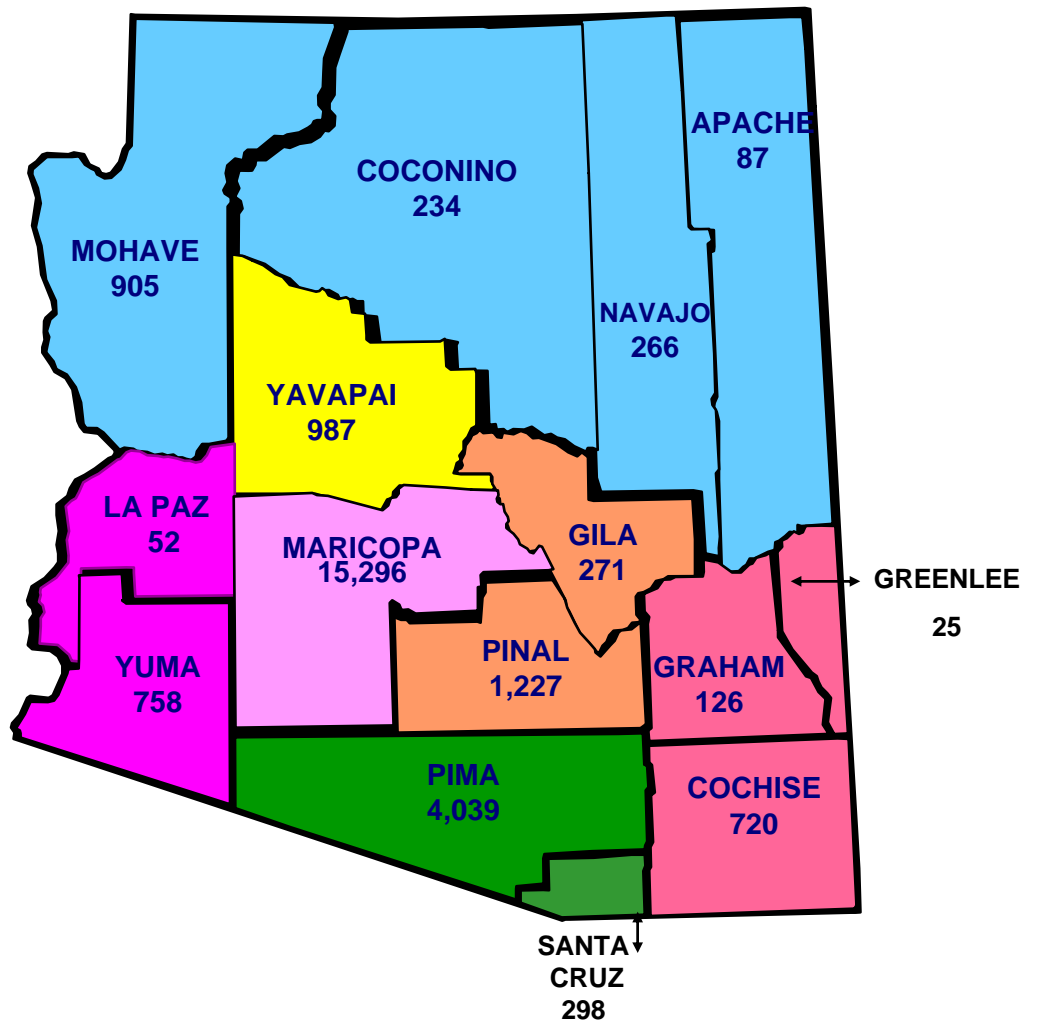 APACHE
87
COCONINO
234
MOHAVE
905
NAVAJO
266
YAVAPAI
987
LA PAZ
52
MARICOPA
15,296
GILA
271
GREENLEE
25
PINAL
1,227
YUMA
758
GRAHAM
126
PIMA
4,039
COCHISE
720
SANTA
CRUZ
298